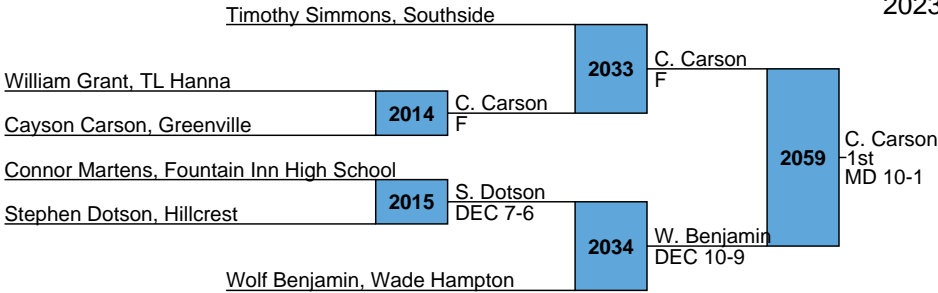 2023
Timothy Simmons, Southside
2033
C. Carson
F
William Grant, TL Hanna
2014
C. Carson
F
Cayson Carson, Greenville
2059
C. Carson
1st
MD 10-1
Connor Martens, Fountain Inn High School
2015
S. Dotson
DEC 7-6
Stephen Dotson, Hillcrest
2034
W. Benjamin
DEC 10-9
Wolf Benjamin, Wade Hampton